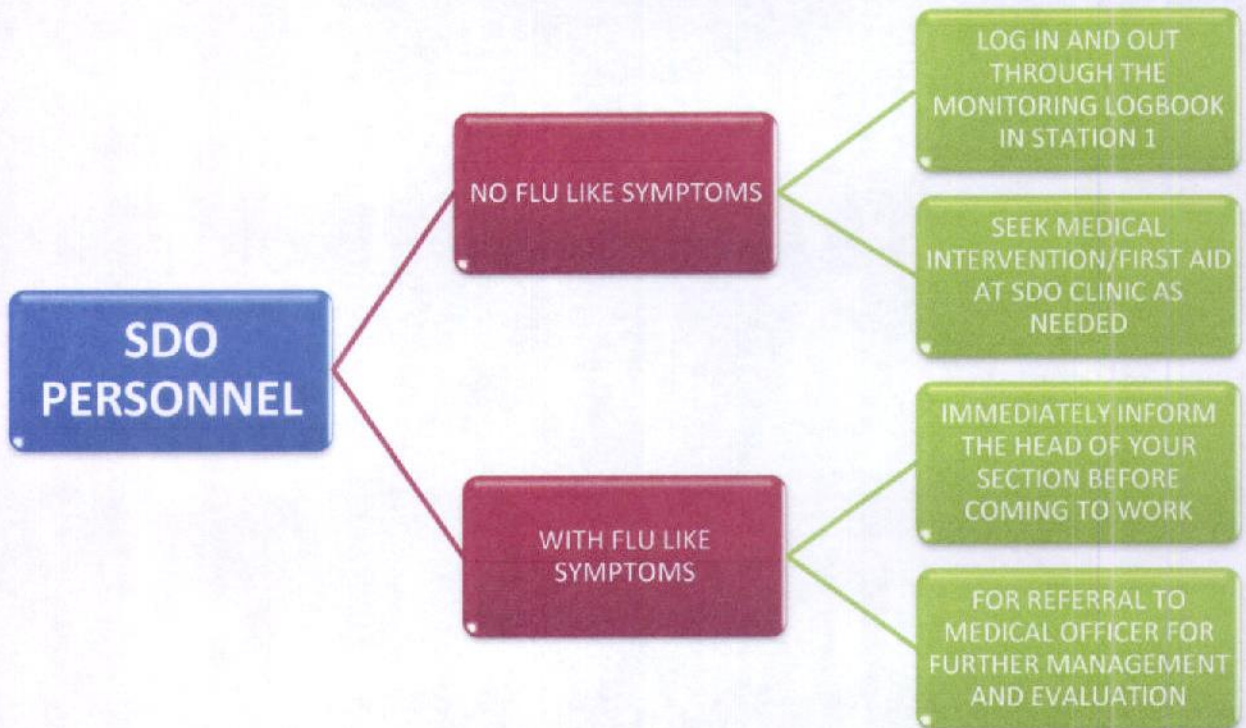 SDO
PERSONNEL
NO FLU LIKE SYMPTOMS
LOG IN AND OUT
THROUGH THE
MONITORING LOGBOOK
IN STATION 1
SEEK MEDICAL
INTERVENTION/FIRST AID
AT SDO CLINIC AS
NEEDED
WITH FLU LIKE
SYMPTOMS
IMMEDIATELY INFORM
THE HEAD OF YOUR
SECTION BEFORE
COMING TO WORK
FOR REFERRAL TO
MEDICAL OFFICER FOR
FURTHER MANAGEMENT
AND EVALUATION